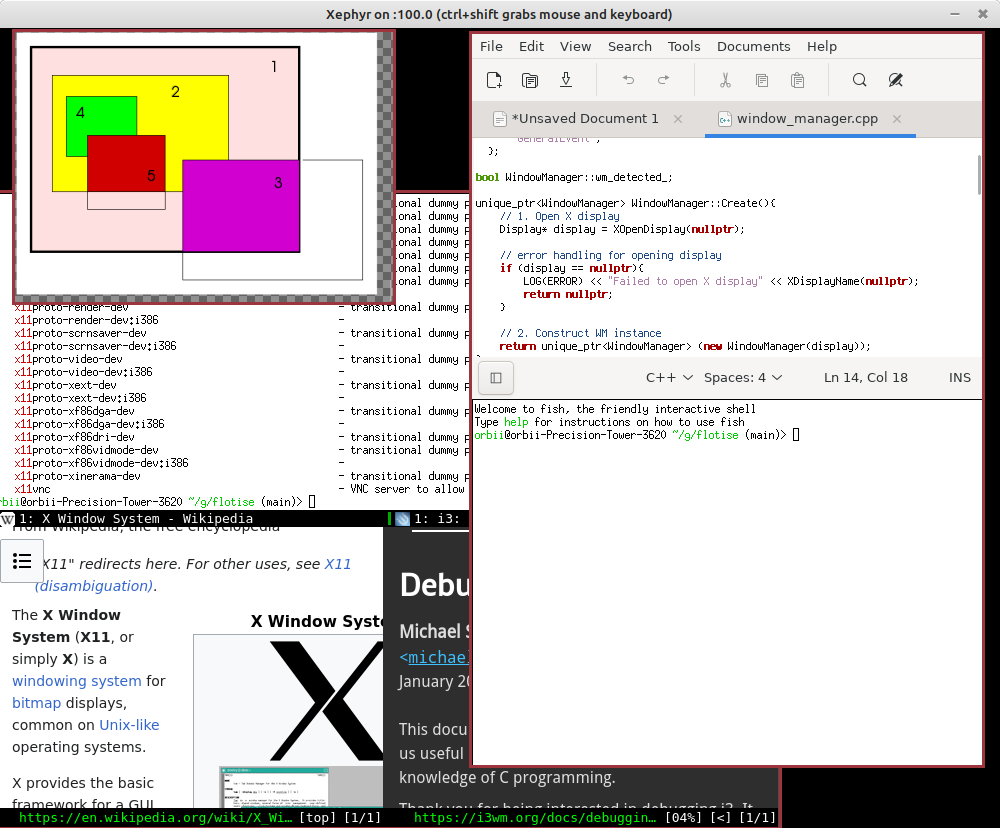 Xephyr on :100.0 (ctrl+shift grabs mouse and keyboard)
1
2
4
5
3
ional dummy p
ional dummy p
ional dummy p
ional dummy p
ional dummy p
ional dummy p
ional dummy p
ional dummy p
x11proto-render-dev - transitional dummy p
x11proto-render-dev:i386 -
x11proto-scrnsaver-dev - transitional dummy p
x11proto-scrnsaver-dev:i386 -
x11proto-video-dev - transitional dummy p
x11proto-video-dev:i386 -
x11proto-xext-dev - transitional dummy p
x11proto-xext-dev:i386 -
x11proto-xf86dga-dev - transitional dummy p
x11proto-xf86dga-dev:i386 -
x11proto-xf86dri-dev - transitional dummy p
x11proto-xf86vidmode-dev - transitional dummy p
x11proto-xf86vidmode-dev:i386 -
x11proto-xinerama-dev - transitional dummy p
x11vnc - VNC server to allow
rbii@orbii-Precision-Tower-3620 ~/g/flotise (main)>
File Edit View Search Tools Documents Help
*Unsaved Document 1
window_manager.cpp
"GeneralEvent",
};
bool WindowManager::wm_detected_;
unique_ptr<WindowManager> WindowManager::Create(){
// 1. Open X display
Display* display = XOpenDisplay(nullptr);
// error handling for opening display
if (display == nullptr){
LOG(ERROR) << "Failed to open X display" << XDisplayName(nullptr);
return nullptr;
}
// 2. Construct WM instance
return unique_ptr<WindowManager> (new WindowManager(display));
C++ Spaces: 4 Ln 14, Col 18 INS
Welcome to fish, the friendly interactive shell
Type help for instructions on how to use fish
orbii@orbii-Precision-Tower-3620 ~/g/flotise (main)>
W 1: X Window System - Wikipedia
1: i3:
From Wikipedia, the free encyclopedia
X11" redirects here. For other uses, see X11
(disambiguation).
The X Window
System (X11, or
simply X) is a
windowing system for
bitmap displays,
common on Unix-like
operating systems.
X provides the basic
framework for a GUI
X Window Syste
X
https://en.wikipedia.org/wiki/X_Wi… [top] [1/1]
Debu
Michael S
<michael
January 20
This docu
us useful
knowledge of C programming.
Thank you for being interested in debugging i3. It
https://i3wm.org/docs/debuggin… [04%] [<] [1/1]